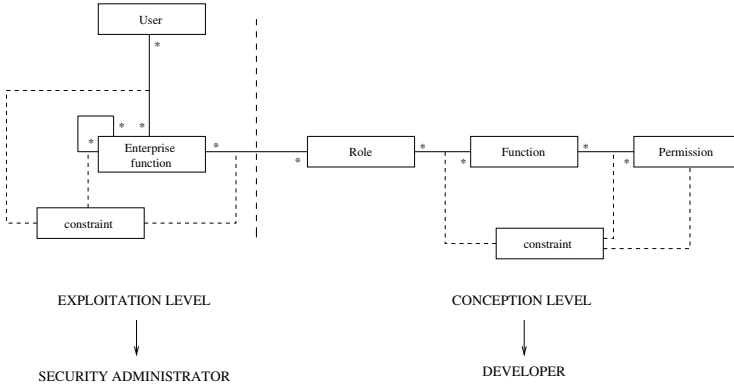 User
*
* * *
Enterprise
function
*
*
Role
*
*
Function
*
*
Permission
constraint
constraint
EXPLOITATION LEVEL
CONCEPTION LEVEL
SECURITY ADMINISTRATOR
DEVELOPER